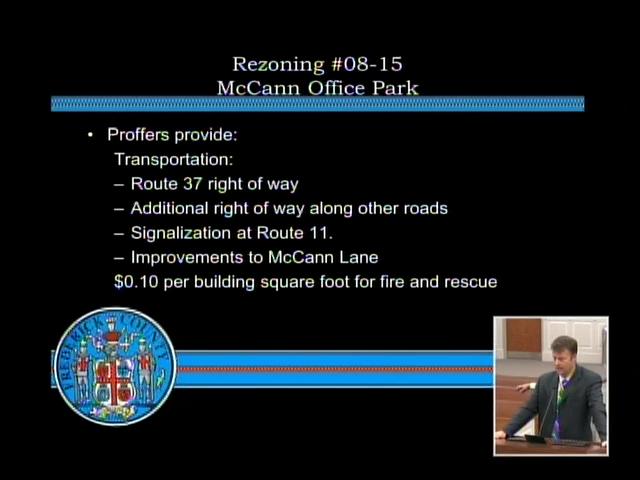 Rezoning #08-15
McCann Office Park
• Proffers provide:
Transportation:
– Route 37 right of way
– Additional right of way along other roads
– Signalization at Route 11.
– Improvements to McCann Lane
$0.10 per building square foot for fire and rescue
FREDERICK COUNTY